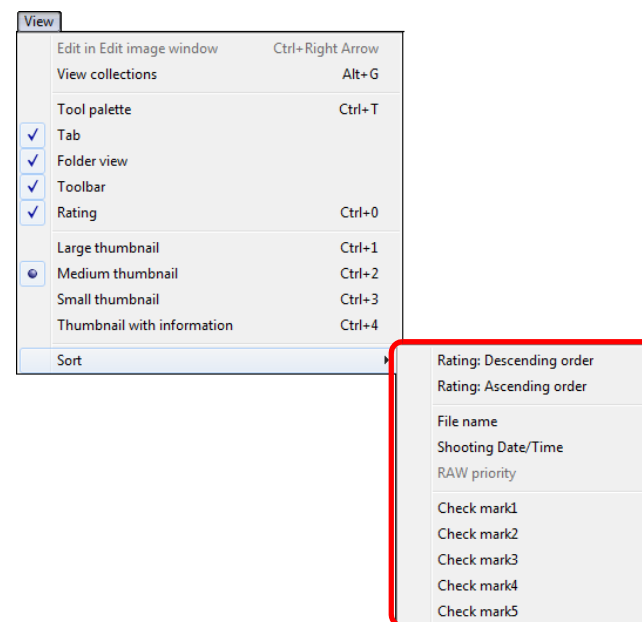 View
Edit in Edit image window Ctrl+Right Arrow
View collections Alt+G
Tool palette Ctrl+T
Tab
Folder view
Toolbar
Rating Ctrl+0
Large thumbnail Ctrl+1
Medium thumbnail Ctrl+2
Small thumbnail Ctrl+3
Thumbnail with information Ctrl+4
Sort
Rating: Descending order
Rating: Ascending order
File name
Shooting Date/Time
RAW priority
Check mark1
Check mark2
Check mark3
Check mark4
Check mark5